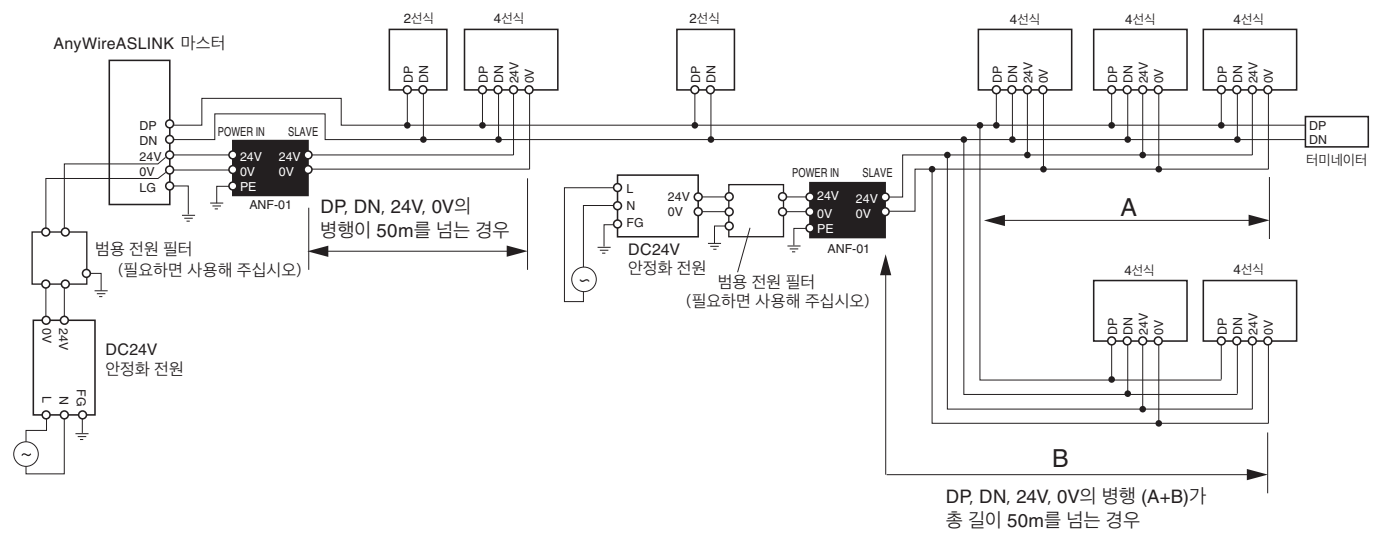 2선식
4선식
2선식
4선식
4선식
4선식
AnyWireASLINK 마스터
DP
DN
DP
DN
24V
0V
DP
DN
DP
DN
24V
0V
DP
DN
24V
0V
DP
DN
24V
0V
DP
DN
24V
0V
LG
POWER IN
SLAVE
24V
0V
PE
24V
0V
ANF-01
DP
DN
터미네이터
DP, DN, 24V, 0V의
병행이 50m를 넘는 경우
범용 전원 필터
(필요하면 사용해 주십시오)
0V
24V
DC24V
안정화 전원
L
N
FG
~
L
N
FG
24V
0V
DC24V
안정화 전원
~
범용 전원 필터
(필요하면 사용해 주십시오)
POWER IN
SLAVE
24V
0V
PE
24V
0V
ANF-01
A
4선식
4선식
DP
DN
24V
0V
DP
DN
24V
0V
B
DP, DN, 24V, 0V의 병행 (A+B)가
총 길이 50m를 넘는 경우